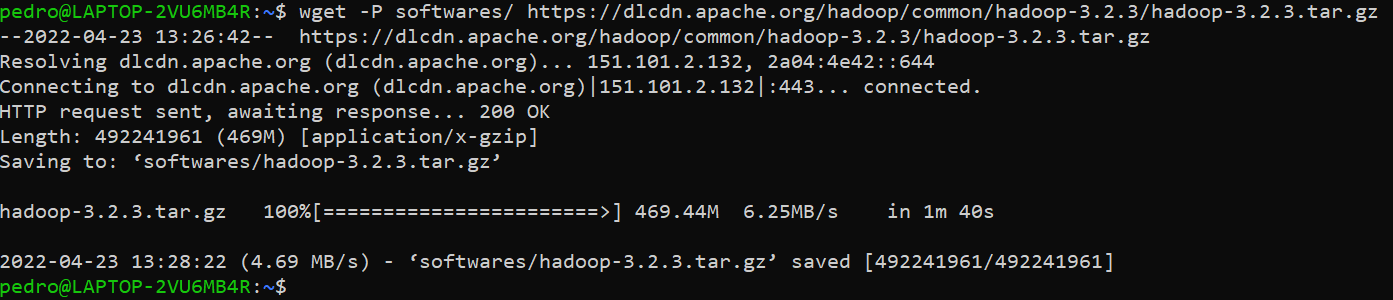 pedro@LAPTOP-2VU6MB4R:~$ wget -P softwares/ https://dlcdn.apache.org/hadoop/common/hadoop-3.2.3/hadoop-3.2.3.tar.gz
--2022-04-23 13:26:42--  https://dlcdn.apache.org/hadoop/common/hadoop-3.2.3/hadoop-3.2.3.tar.gz
Resolving dlcdn.apache.org (dlcdn.apache.org)... 151.101.2.132, 2a04:4e42::644
Connecting to dlcdn.apache.org (dlcdn.apache.org)|151.101.2.132|:443... connected.
HTTP request sent, awaiting response... 200 OK
Length: 492241961 (469M) [application/x-gzip]
Saving to: ‘softwares/hadoop-3.2.3.tar.gz’
hadoop-3.2.3.tar.gz   100%[=======================>] 469.44M  6.25MB/s    in 1m 40s
2022-04-23 13:28:22 (4.69 MB/s) - ‘softwares/hadoop-3.2.3.tar.gz’ saved [492241961/492241961]
pedro@LAPTOP-2VU6MB4R:~$